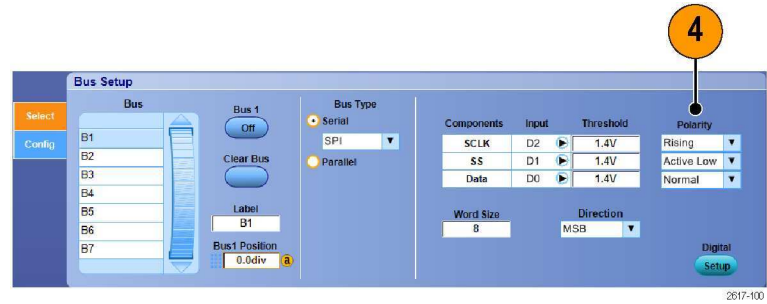 4
Bus Setup
Select
Config
Bus
B1
B2
B3
B4
B5
B6
B7
Bus 1
Off
Clear Bus
Label
B1
Bus1 Position
0.0div a
Bus Type
Serial
SPI
Parallel
Components Input Threshold Polarity
SCLK D2 1.4V Rising
SS D1 1.4V Active Low
Data D0 1.4V Normal
Word Size Direction
8 MSB
Digital
Setup
2617-100